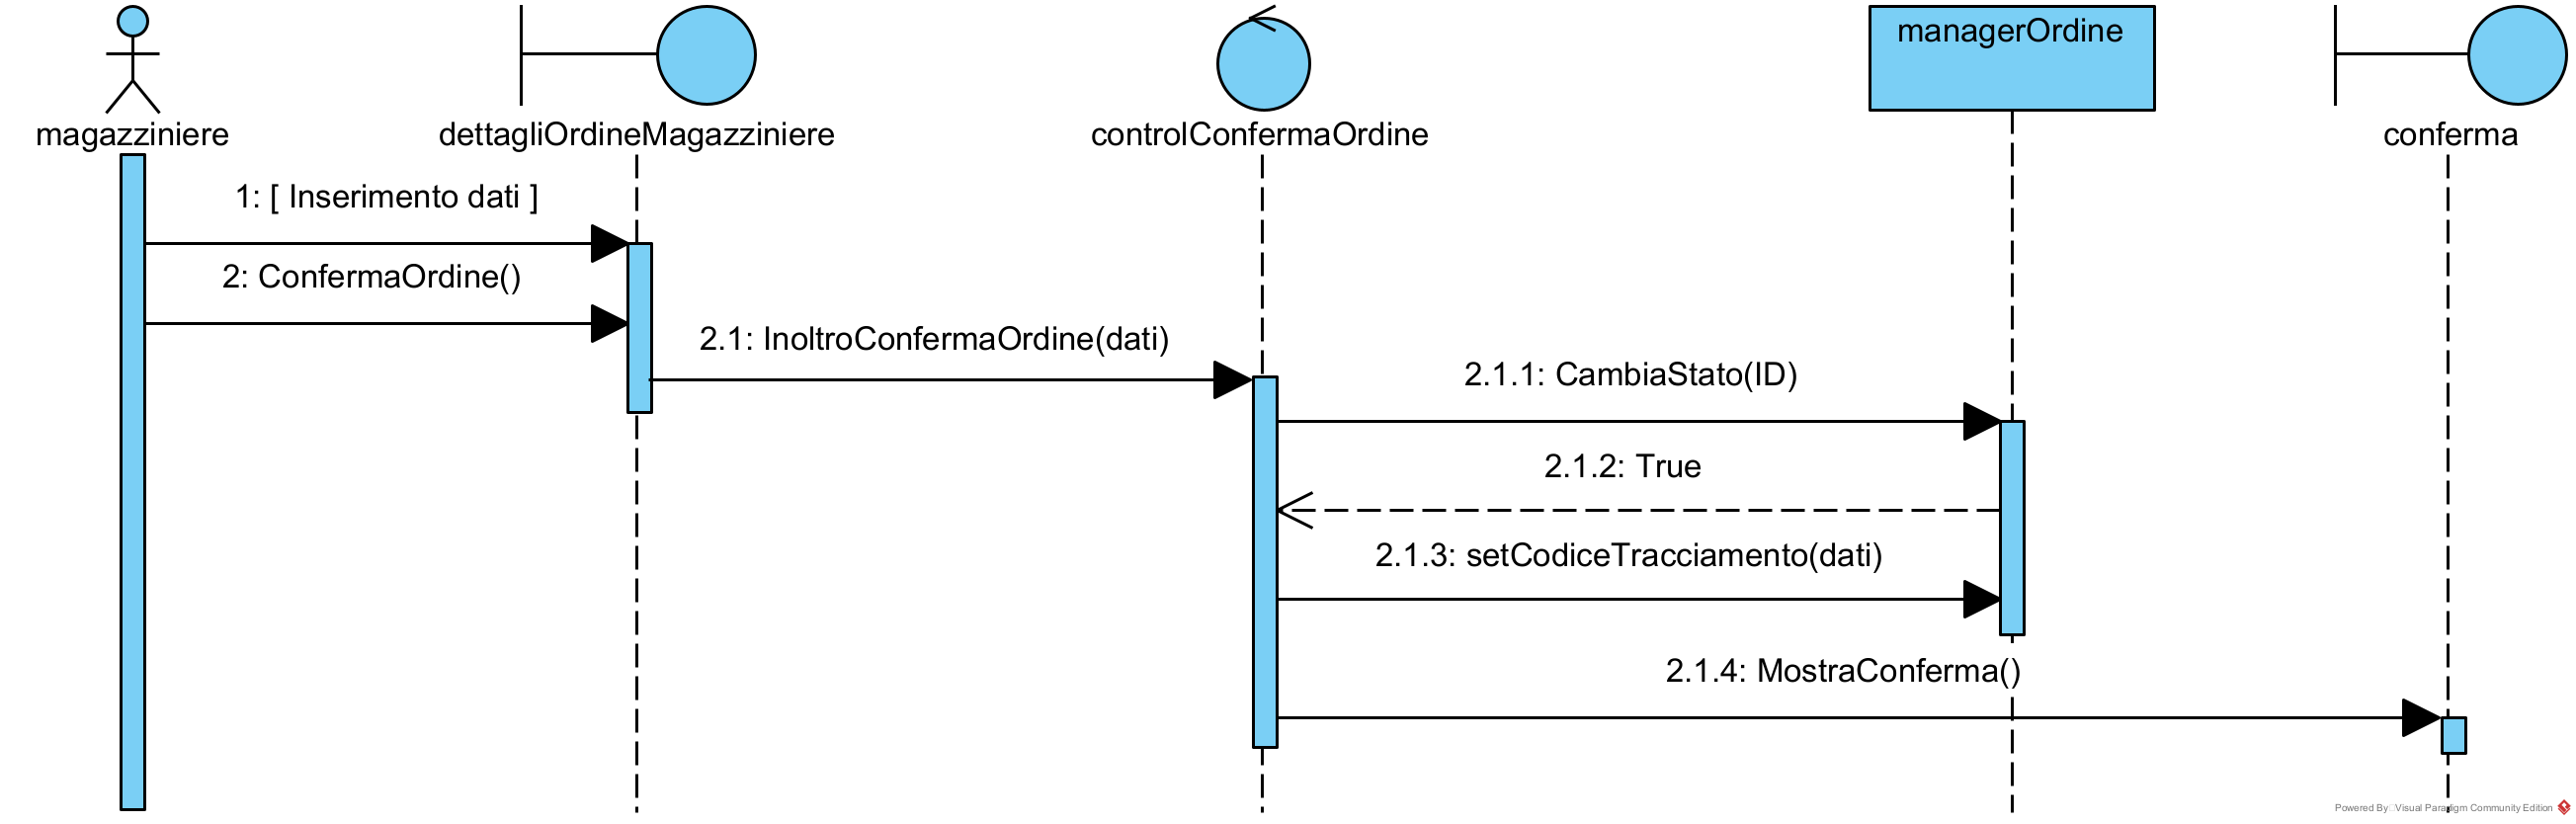 managerOrdine
magazziniere
dettagliOrdineMagazziniere
controlConfermaOrdine
conferma
1: [ Inserimento dati ]
2: ConfermaOrdine()
2.1: InoltroConfermaOrdine(dati)
2.1.1: CambiaStato(ID)
2.1.2: True
2.1.3: setCodiceTracciamento(dati)
2.1.4: MostraConferma()
Powered By Visual Paradigm Community Edition